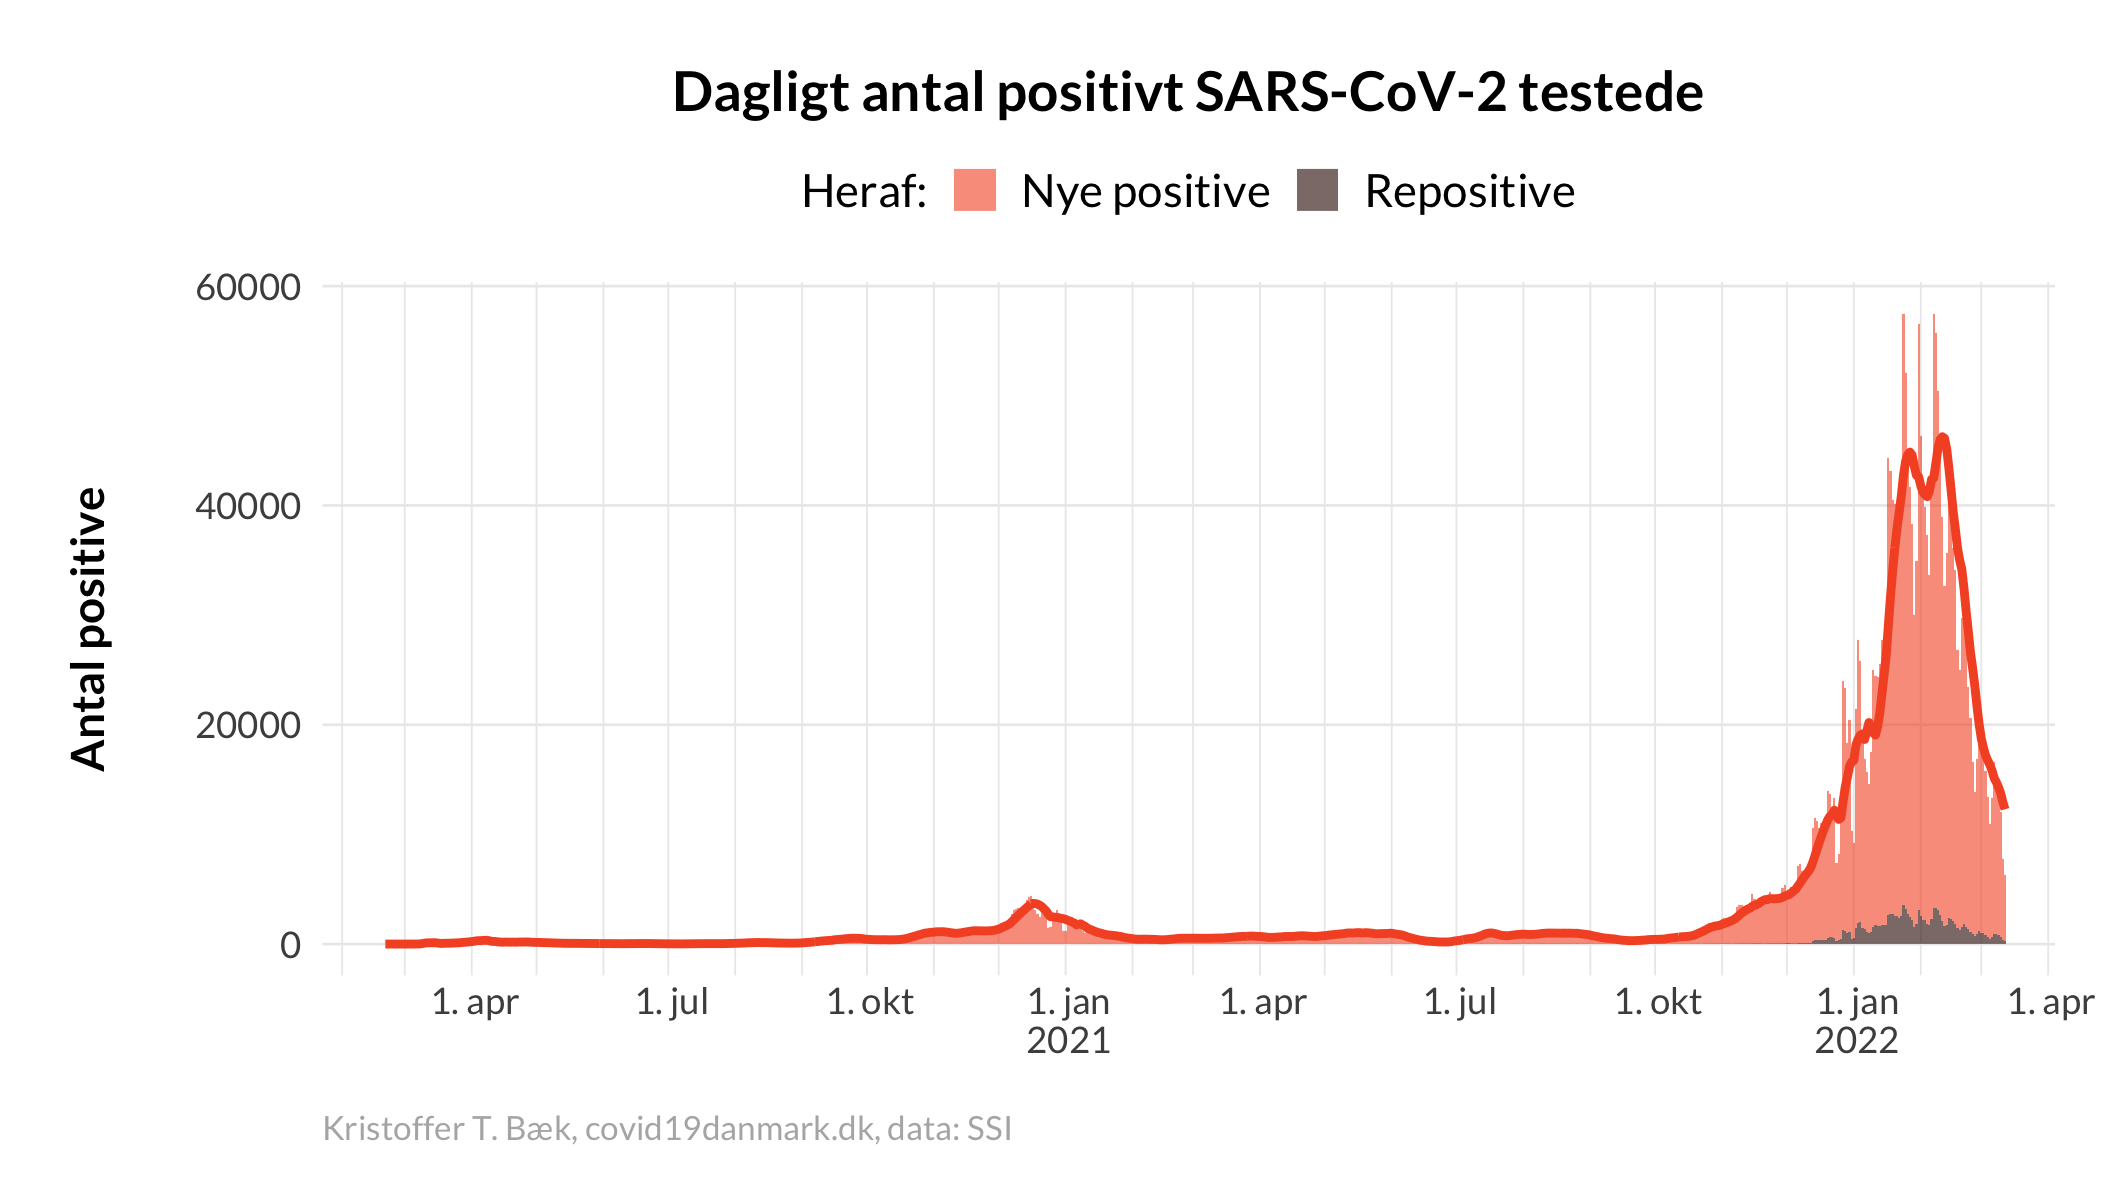 Dagligt antal positivt SARS-CoV-2 testede
Heraf: Nye positive Repositive
Antal positive
60000
40000
20000
0
1. apr 1. jul 1. okt 1. jan 1. apr 1. jul 1. okt 1. jan 1. apr
2021 2022
Kristoffer T. Bæk, covid19danmark.dk, data: SSI